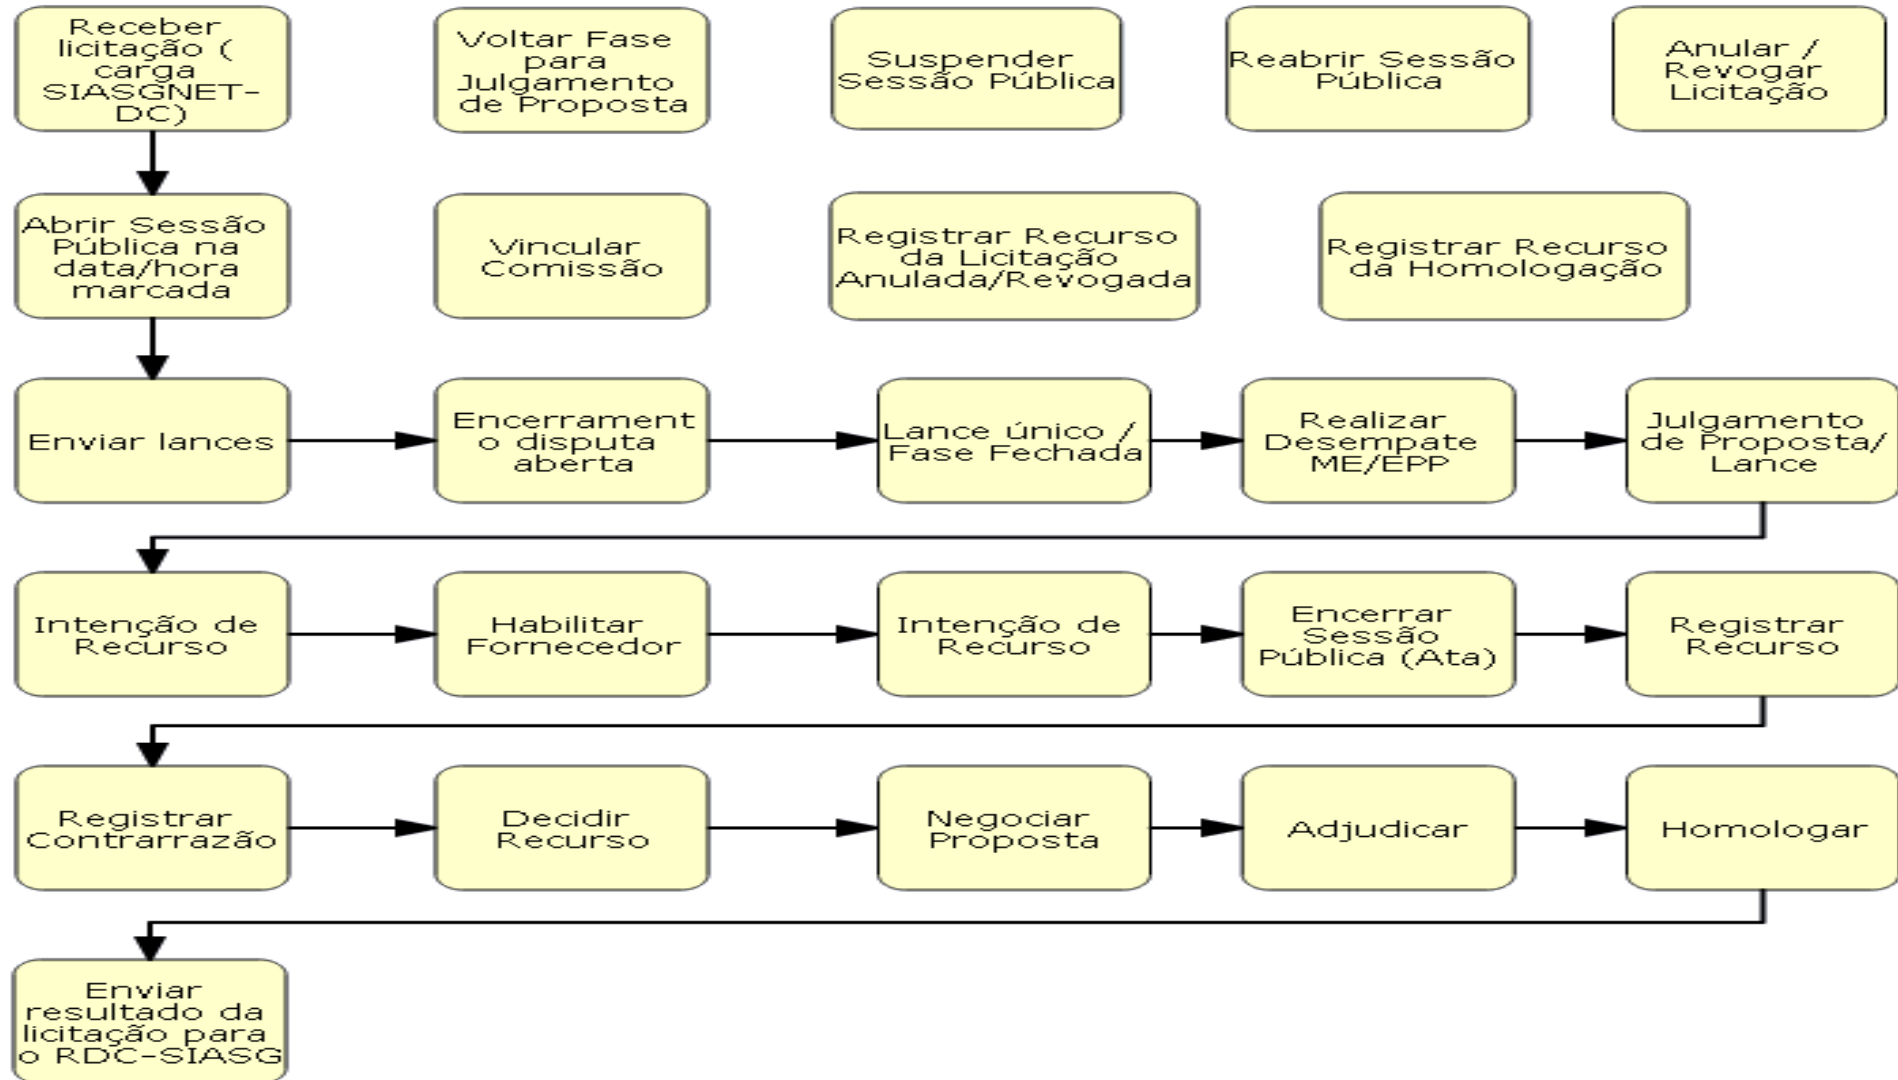 Receber
licitação (
carga
SIASGNET-
DC)
Voltar Fase
para
Julgamento
de Proposta
Suspender
Sessão Pública
Reabrir Sessão
Pública
Anular /
Revogar
Licitação
Abrir Sessão
Pública na
data/hora
marcada
Vincular
Comissão
Registrar Recurso
da Licitação
Anulada/Revogada
Registrar Recurso
da Homologação
Enviar lances
Encerrament
o disputa
aberta
Lance único /
Fase Fechada
Realizar
Desempate
ME/EPP
Julgamento
de Proposta/
Lance
Intenção de
Recurso
Habilitar
Fornecedor
Intenção de
Recurso
Encerrar
Sessão
Pública (Ata)
Registrar
Recurso
Registrar
Contrarrazão
Decidir
Recurso
Negociar
Proposta
Adjudicar
Homologar
Enviar
resultado da
licitação para
o RDC-SIASG